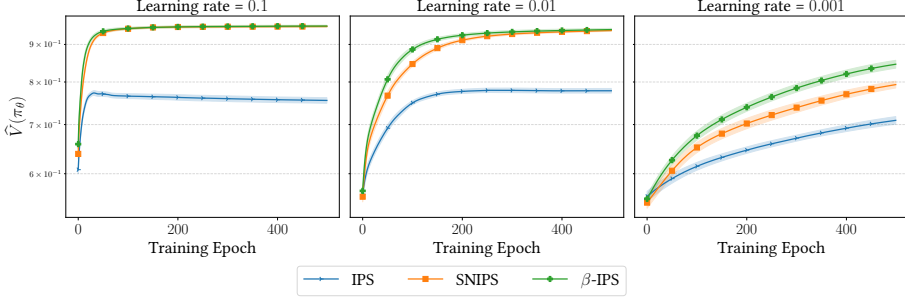 Learning rate = 0.1
Learning rate = 0.01
Learning rate = 0.001
V̂(π_θ)
9 × 10⁻¹
8 × 10⁻¹
7 × 10⁻¹
6 × 10⁻¹
0 200 400
0 200 400
0 200 400
Training Epoch
Training Epoch
Training Epoch
IPS SNIPS β-IPS